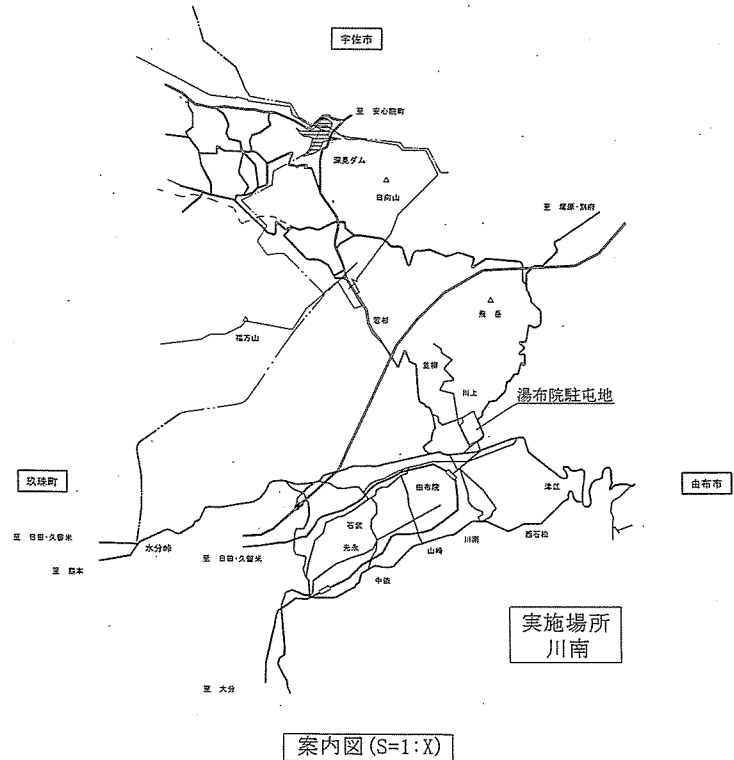 宇佐市
至 安心院町
深見ダム
日向山
至 塚原・別府
飛岳
若杉
福万山
並柳
川上
湯布院駐屯地
玖珠町
由布市
由布院
津江
石武
至 日田・久留米
水分峠
光永
川南
西石松
山崎
至 日田・久留米
至 熊本
中依
実施場所
川南
至 大分
案内図(S=1:X)